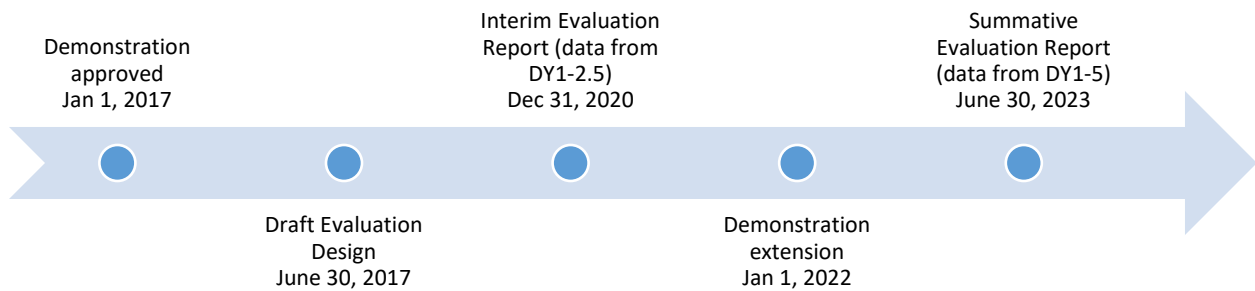 Demonstration
approved
Jan 1, 2017
Draft Evaluation
Design
June 30, 2017
Interim Evaluation
Report (data from
DY1-2.5)
Dec 31, 2020
Demonstration
extension
Jan 1, 2022
Summative
Evaluation Report
(data from DY1-5)
June 30, 2023